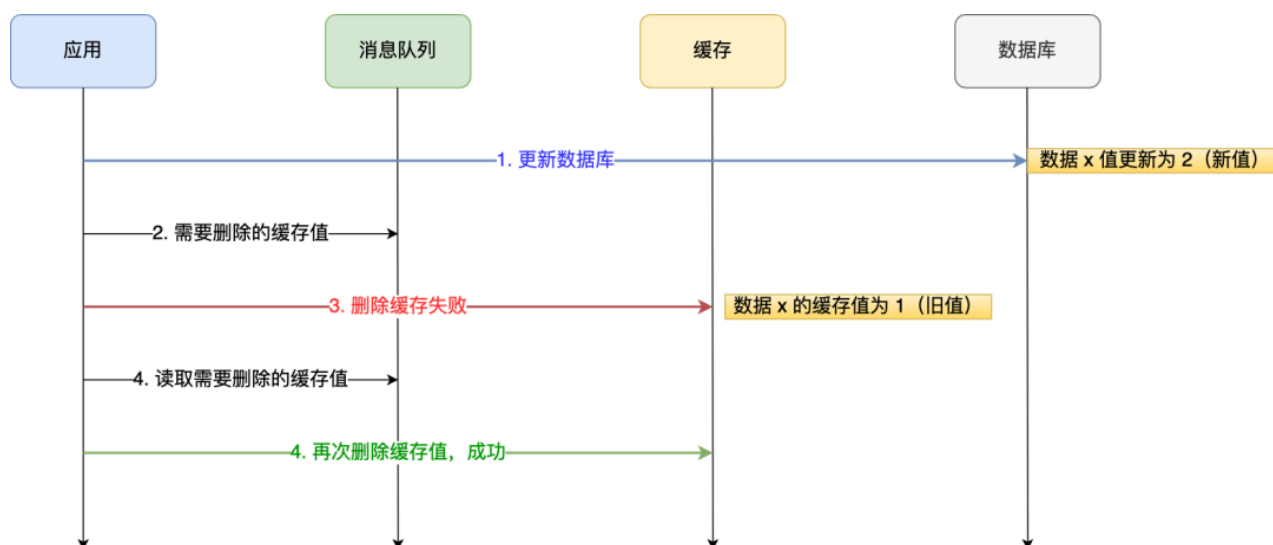 应用
消息队列
缓存
数据库
1. 更新数据库
数据 x 值更新为 2（新值）
2. 需要删除的缓存值
3. 删除缓存失败
数据 x 的缓存值为 1（旧值）
4. 读取需要删除的缓存值
4. 再次删除缓存值，成功